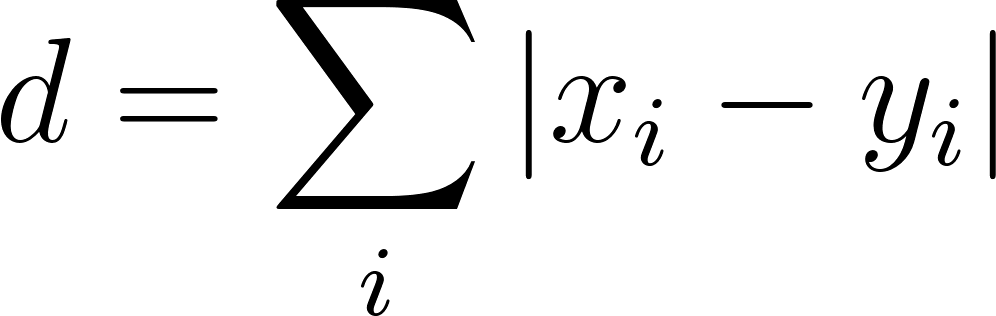 d = ∑_i |x_i − y_i|